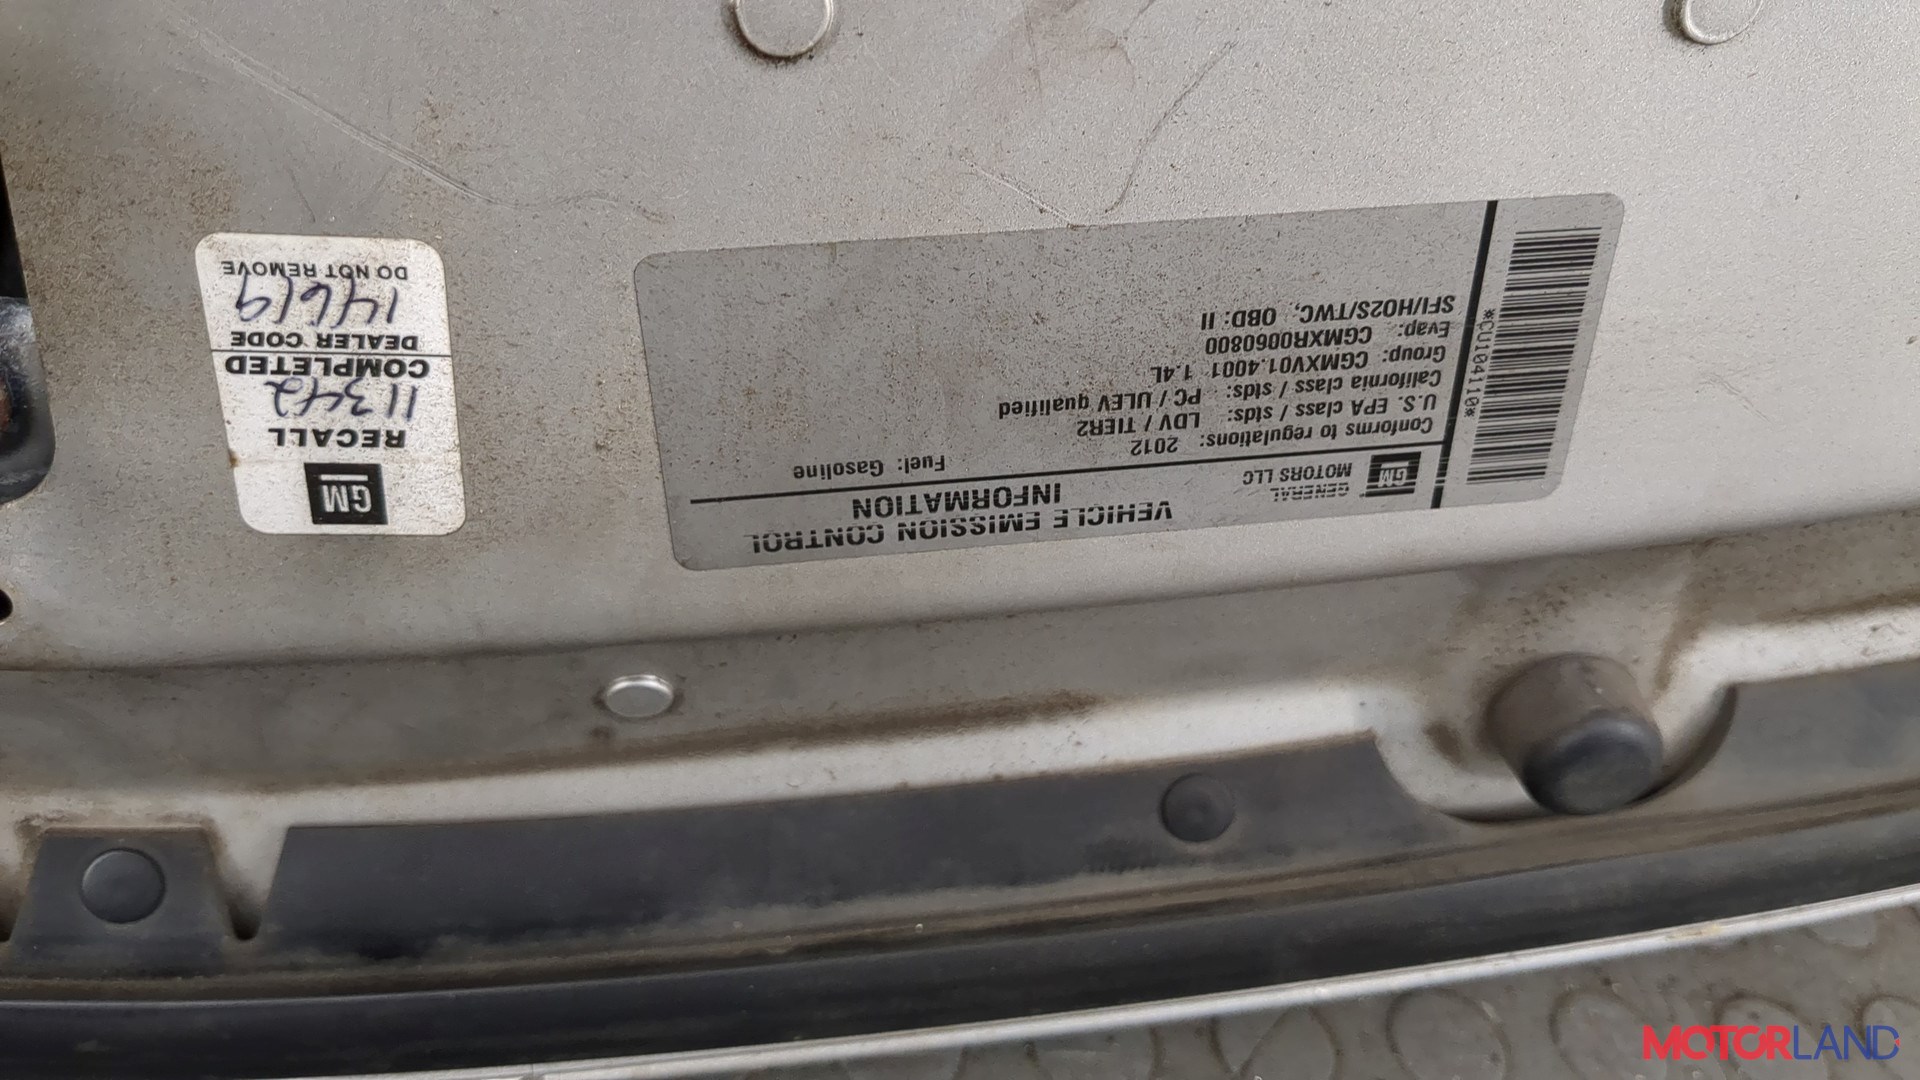 GM
RECALL
11342
COMPLETED
DEALER CODE
14619
DO NOT REMOVE
GM
GENERAL
MOTORS LLC
VEHICLE EMISSION CONTROL
INFORMATION
Fuel: Gasoline
Conforms to regulations: 2012
U.S. EPA class / stds: LDV / TIER2
California class / stds: PC / ULEV qualified
Group: CGMXV01.4001 1.4L
Evap: CGMXR0060800
SFI/HO2S/TWC, OBD: II
*CU104110*
MOTORLAND